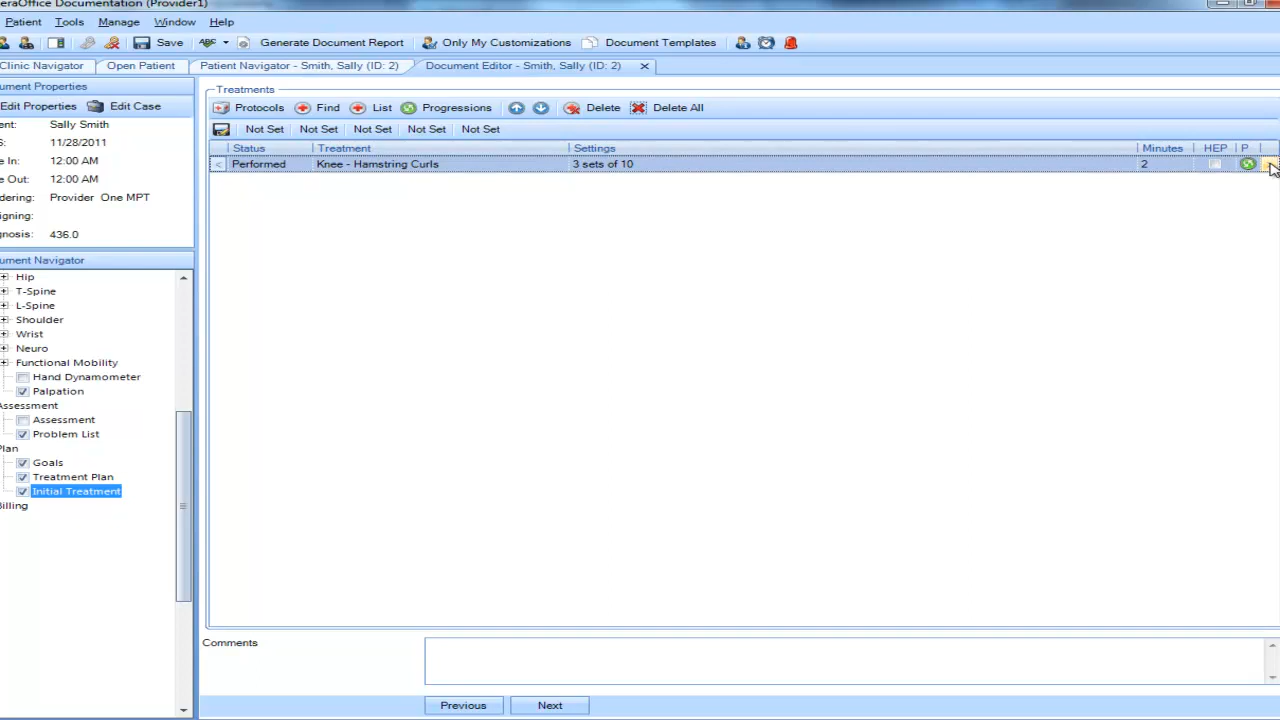 eraOffice Documentation (Provider1)
Patient Tools Manage Window Help
Save ABC Generate Document Report Only My Customizations Document Templates
Clinic Navigator Open Patient Patient Navigator - Smith, Sally (ID: 2) Document Editor - Smith, Sally (ID: 2)
ument Properties
Edit Properties Edit Case
ent: Sally Smith
S: 11/28/2011
e In: 12:00 AM
e Out: 12:00 AM
dering: Provider One MPT
igning:
gnosis: 436.0
ument Navigator
Hip
T-Spine
L-Spine
Shoulder
Wrist
Neuro
Functional Mobility
Hand Dynamometer
Palpation
Assessment
Assessment
Problem List
Plan
Goals
Treatment Plan
Initial Treatment
Billing
Treatments
Protocols Find List Progressions Delete Delete All
Not Set Not Set Not Set Not Set Not Set
Status Treatment Settings Minutes HEP P
< Performed Knee - Hamstring Curls 3 sets of 10 2
Comments
Previous Next